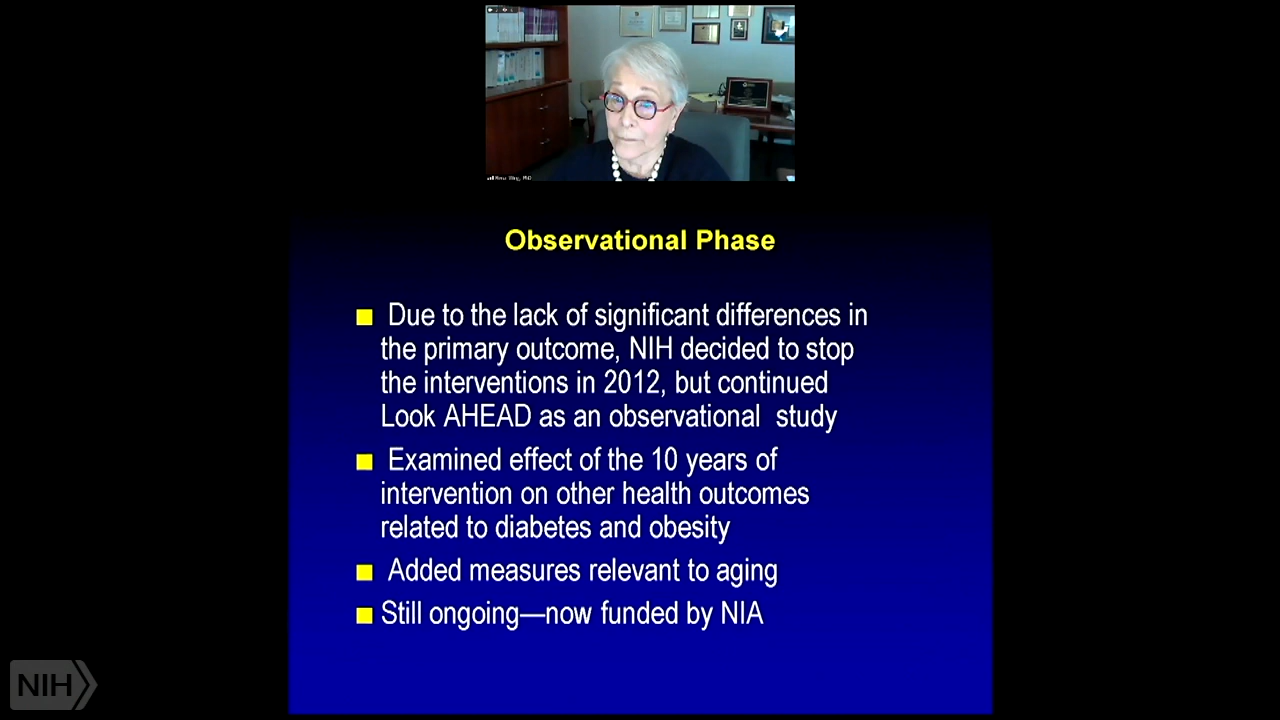 Rena Wing, PhD
Observational Phase
Due to the lack of significant differences in
the primary outcome, NIH decided to stop
the interventions in 2012, but continued
Look AHEAD as an observational study
Examined effect of the 10 years of
intervention on other health outcomes
related to diabetes and obesity
Added measures relevant to aging
Still ongoing—now funded by NIA
NIH